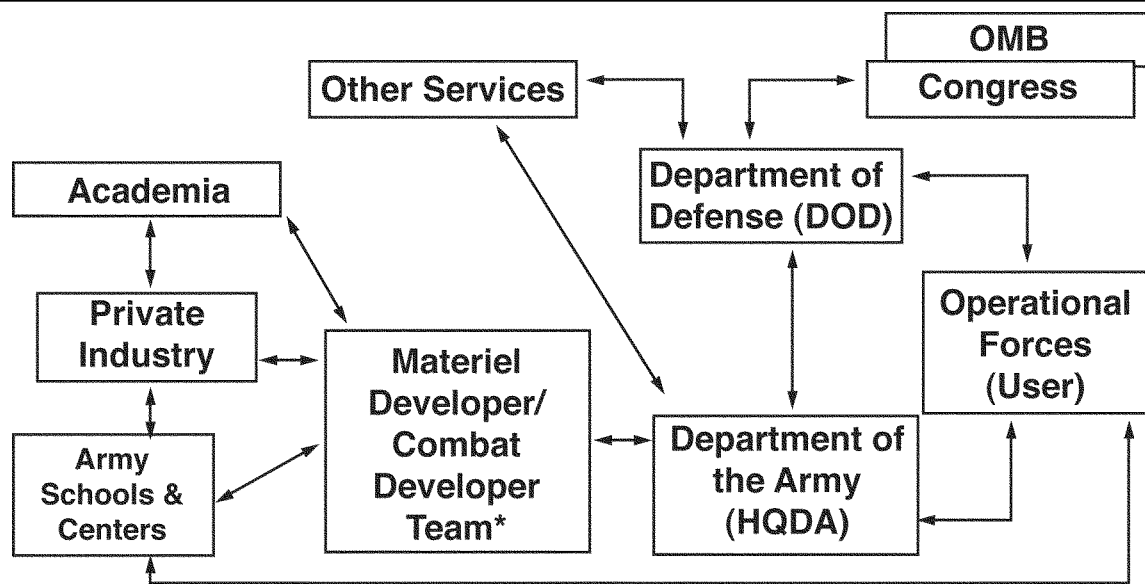 OMB
Congress
Other Services
Department of
Defense (DOD)
Academia
Private
Industry
Operational
Forces
(User)
Materiel
Developer/
Combat
Developer
Team*
Department of
the Army
(HQDA)
Army
Schools &
Centers